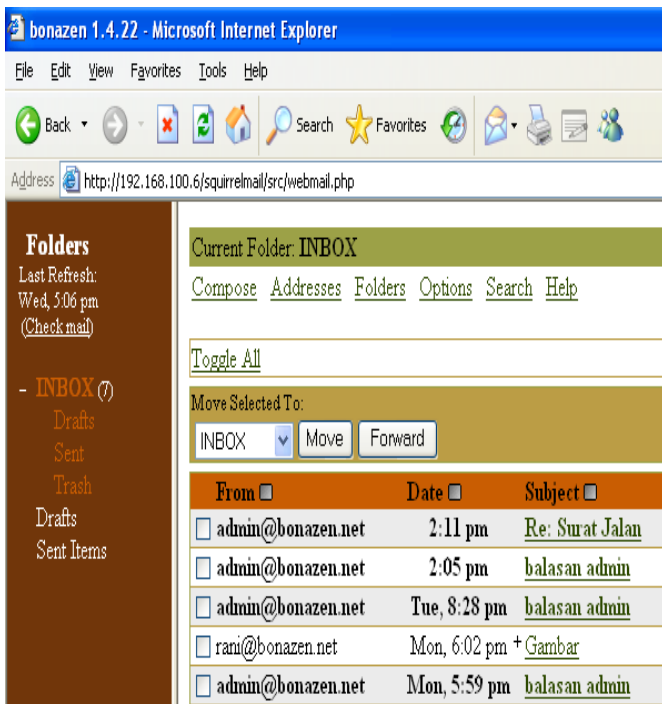 bonazen 1.4.22 - Microsoft Internet Explorer
File Edit View Favorites Tools Help
Back Search Favorites
Address http://192.168.100.6/squirrelmail/src/webmail.php
Folders
Last Refresh:
Wed, 5:06 pm
(Check mail)
– INBOX (7)
Drafts
Sent
Trash
Drafts
Sent Items
Current Folder: INBOX
Compose Addresses Folders Options Search Help
Toggle All
Move Selected To:
INBOX Move Forward
From Date Subject
admin@bonazen.net 2:11 pm Re: Surat Jalan
admin@bonazen.net 2:05 pm balasan admin
admin@bonazen.net Tue, 8:28 pm balasan admin
rani@bonazen.net Mon, 6:02 pm + Gambar
admin@bonazen.net Mon, 5:59 pm balasan admin